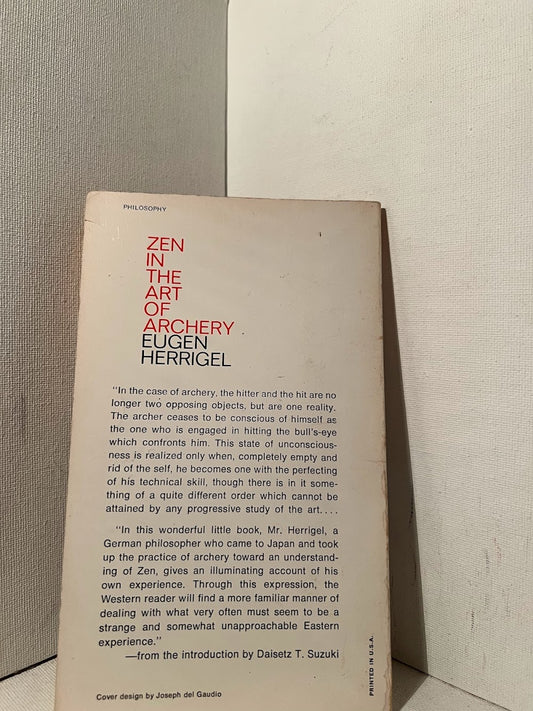 PHILOSOPHY
ZEN
IN
THE
ART
OF
ARCHERY
EUGEN
HERRIGEL
"In the case of archery, the hitter and the hit are no
longer two opposing objects, but are one reality.
The archer ceases to be conscious of himself as
the one who is engaged in hitting the bull's-eye
which confronts him. This state of unconscious-
ness is realized only when, completely empty and
rid of the self, he becomes one with the perfecting
of his technical skill, though there is in it some-
thing of a quite different order which cannot be
attained by any progressive study of the art....
"In this wonderful little book, Mr. Herrigel, a
German philosopher who came to Japan and took
up the practice of archery toward an understand-
ing of Zen, gives an illuminating account of his
own experience. Through this expression, the
Western reader will find a more familiar manner of
dealing with what very often must seem to be a
strange and somewhat unapproachable Eastern
experience."
—from the introduction by Daisetz T. Suzuki
Cover design by Joseph del Gaudio
PRINTED IN U.S.A.